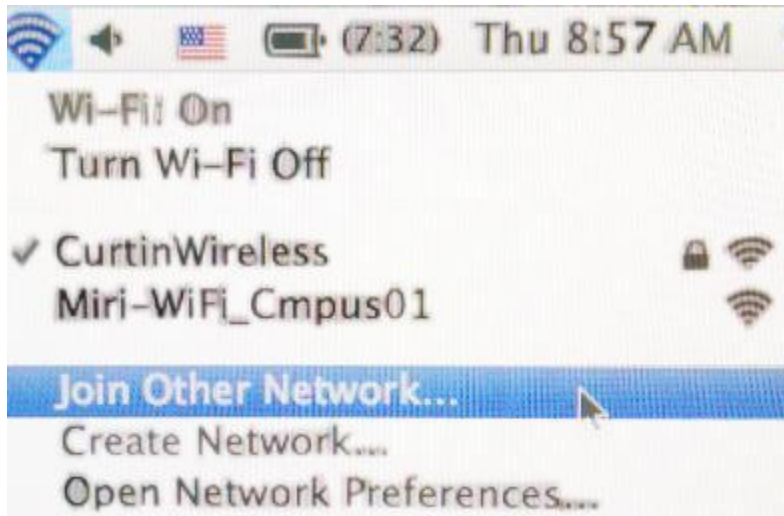 (7:32) Thu 8:57 AM
Wi-Fi: On
Turn Wi-Fi Off
CurtinWireless
Miri-WiFi_Cmpus01
Join Other Network...
Create Network...
Open Network Preferences...